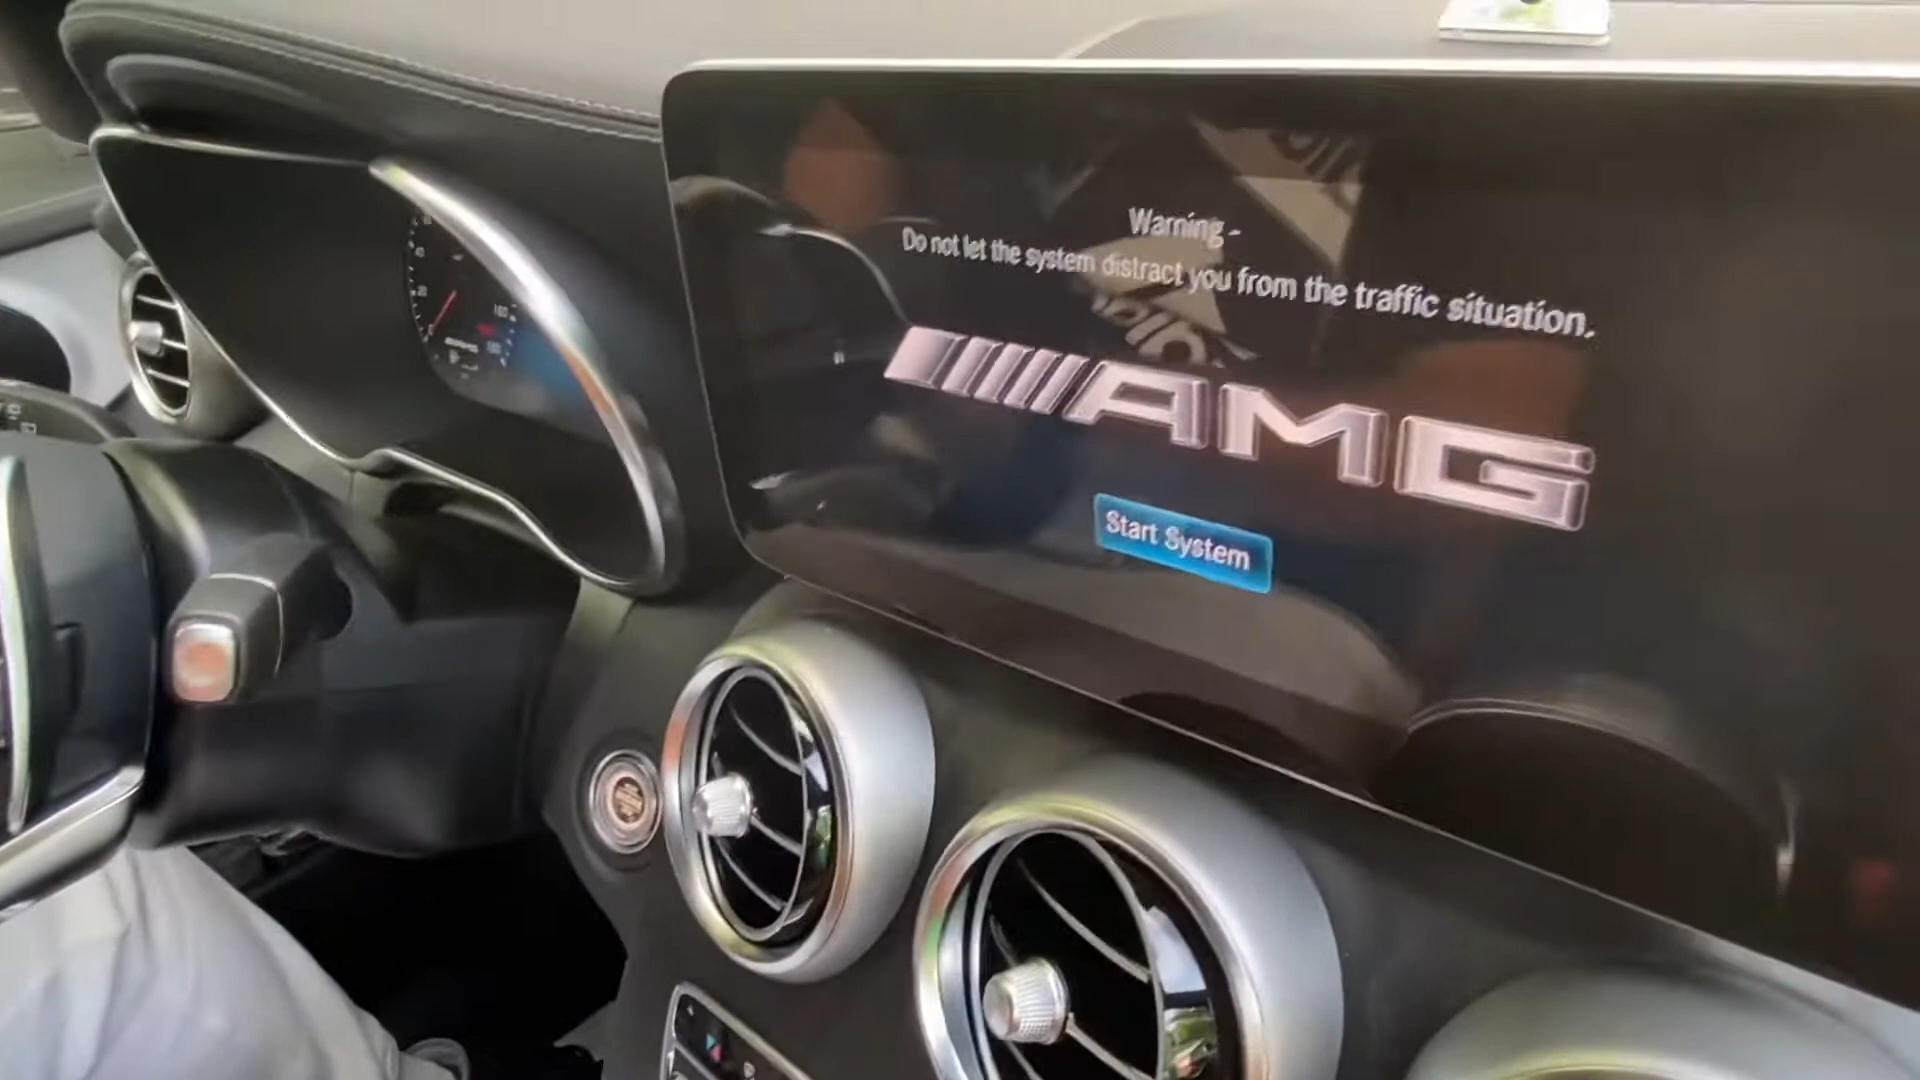 Warning -
Do not let the system distract you from the traffic situation.
AMG
Start System